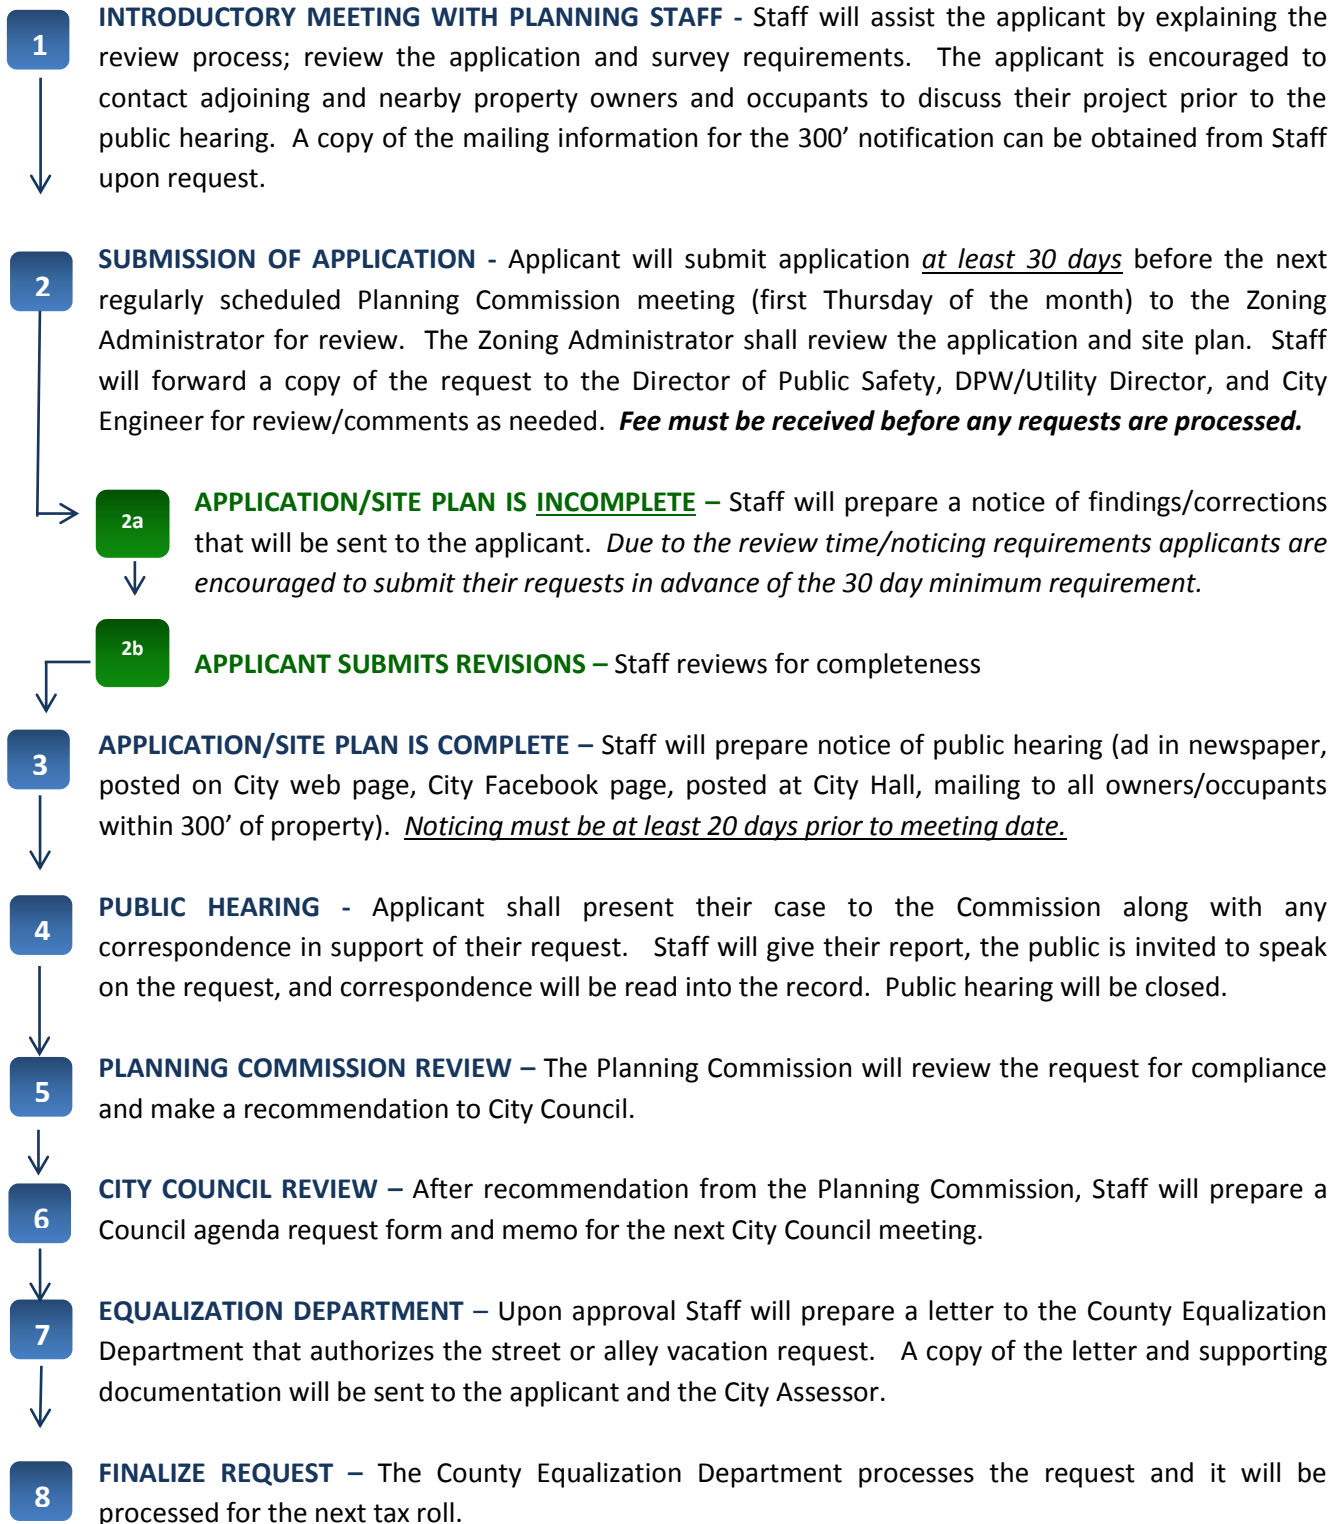 1
INTRODUCTORY MEETING WITH PLANNING STAFF - Staff will assist the applicant by explaining the
review process; review the application and survey requirements. The applicant is encouraged to
contact adjoining and nearby property owners and occupants to discuss their project prior to the
public hearing. A copy of the mailing information for the 300’ notification can be obtained from Staff
upon request.
2
SUBMISSION OF APPLICATION - Applicant will submit application at least 30 days before the next
regularly scheduled Planning Commission meeting (first Thursday of the month) to the Zoning
Administrator for review. The Zoning Administrator shall review the application and site plan. Staff
will forward a copy of the request to the Director of Public Safety, DPW/Utility Director, and City
Engineer for review/comments as needed. Fee must be received before any requests are processed.
2a
APPLICATION/SITE PLAN IS INCOMPLETE – Staff will prepare a notice of findings/corrections
that will be sent to the applicant. Due to the review time/noticing requirements applicants are
encouraged to submit their requests in advance of the 30 day minimum requirement.
2b
APPLICANT SUBMITS REVISIONS – Staff reviews for completeness
3
APPLICATION/SITE PLAN IS COMPLETE – Staff will prepare notice of public hearing (ad in newspaper,
posted on City web page, City Facebook page, posted at City Hall, mailing to all owners/occupants
within 300’ of property). Noticing must be at least 20 days prior to meeting date.
4
PUBLIC HEARING - Applicant shall present their case to the Commission along with any
correspondence in support of their request. Staff will give their report, the public is invited to speak
on the request, and correspondence will be read into the record. Public hearing will be closed.
5
PLANNING COMMISSION REVIEW – The Planning Commission will review the request for compliance
and make a recommendation to City Council.
6
CITY COUNCIL REVIEW – After recommendation from the Planning Commission, Staff will prepare a
Council agenda request form and memo for the next City Council meeting.
7
EQUALIZATION DEPARTMENT – Upon approval Staff will prepare a letter to the County Equalization
Department that authorizes the street or alley vacation request. A copy of the letter and supporting
documentation will be sent to the applicant and the City Assessor.
8
FINALIZE REQUEST – The County Equalization Department processes the request and it will be
processed for the next tax roll.